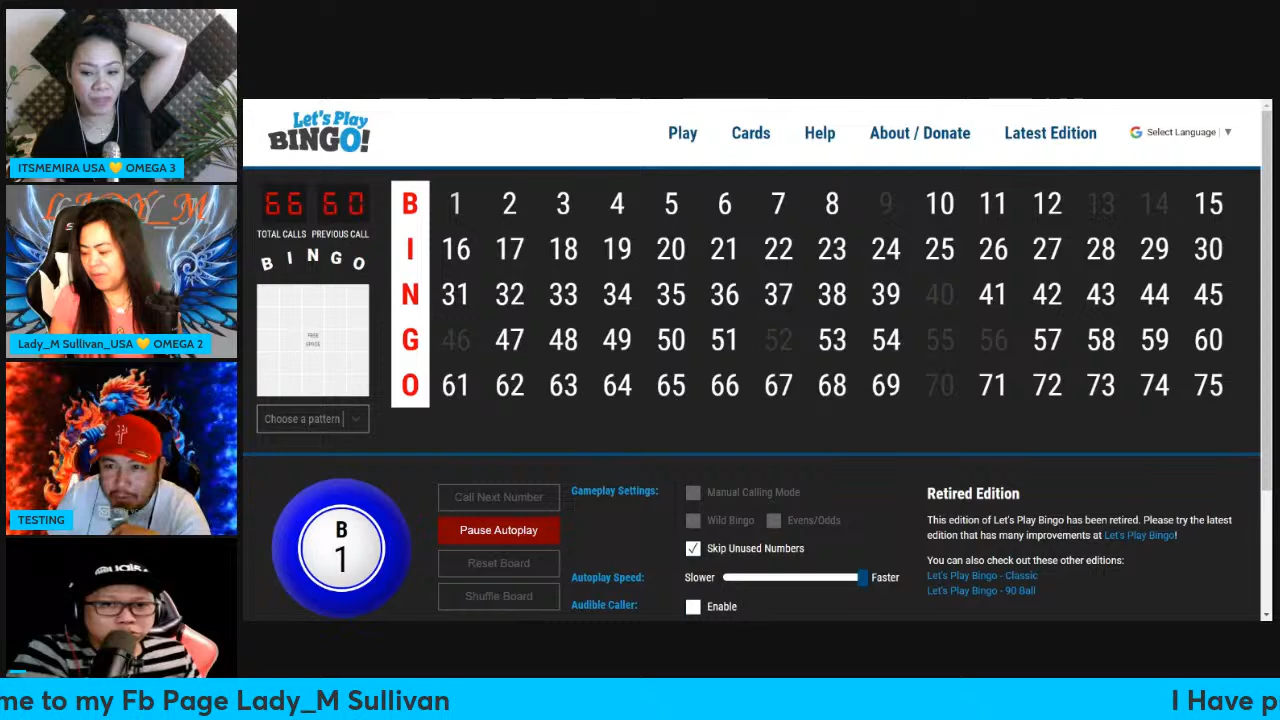 LADY_M
ITSMEMIRA USA 💛 OMEGA 3
Lady_M Sullivan_USA 💛 OMEGA 2
TESTING
Let's Play
BINGO!
Play Cards Help About / Donate Latest Edition Select Language ▼
66 60
TOTAL CALLS PREVIOUS CALL
B I N G O
FREE
SPACE
Choose a pattern
B 1 2 3 4 5 6 7 8 9 10 11 12 13 14 15
I 16 17 18 19 20 21 22 23 24 25 26 27 28 29 30
N 31 32 33 34 35 36 37 38 39 40 41 42 43 44 45
G 46 47 48 49 50 51 52 53 54 55 56 57 58 59 60
O 61 62 63 64 65 66 67 68 69 70 71 72 73 74 75
B
1
Call Next Number
Pause Autoplay
Reset Board
Shuffle Board
Gameplay Settings:
Manual Calling Mode
Wild Bingo Evens/Odds
Skip Unused Numbers
Autoplay Speed: Slower Faster
Audible Caller: Enable
Retired Edition
This edition of Let's Play Bingo has been retired. Please try the latest
edition that has many improvements at Let's Play Bingo!
You can also check out these other editions:
Let's Play Bingo - Classic
Let's Play Bingo - 90 Ball
me to my Fb Page Lady_M Sullivan I Have p